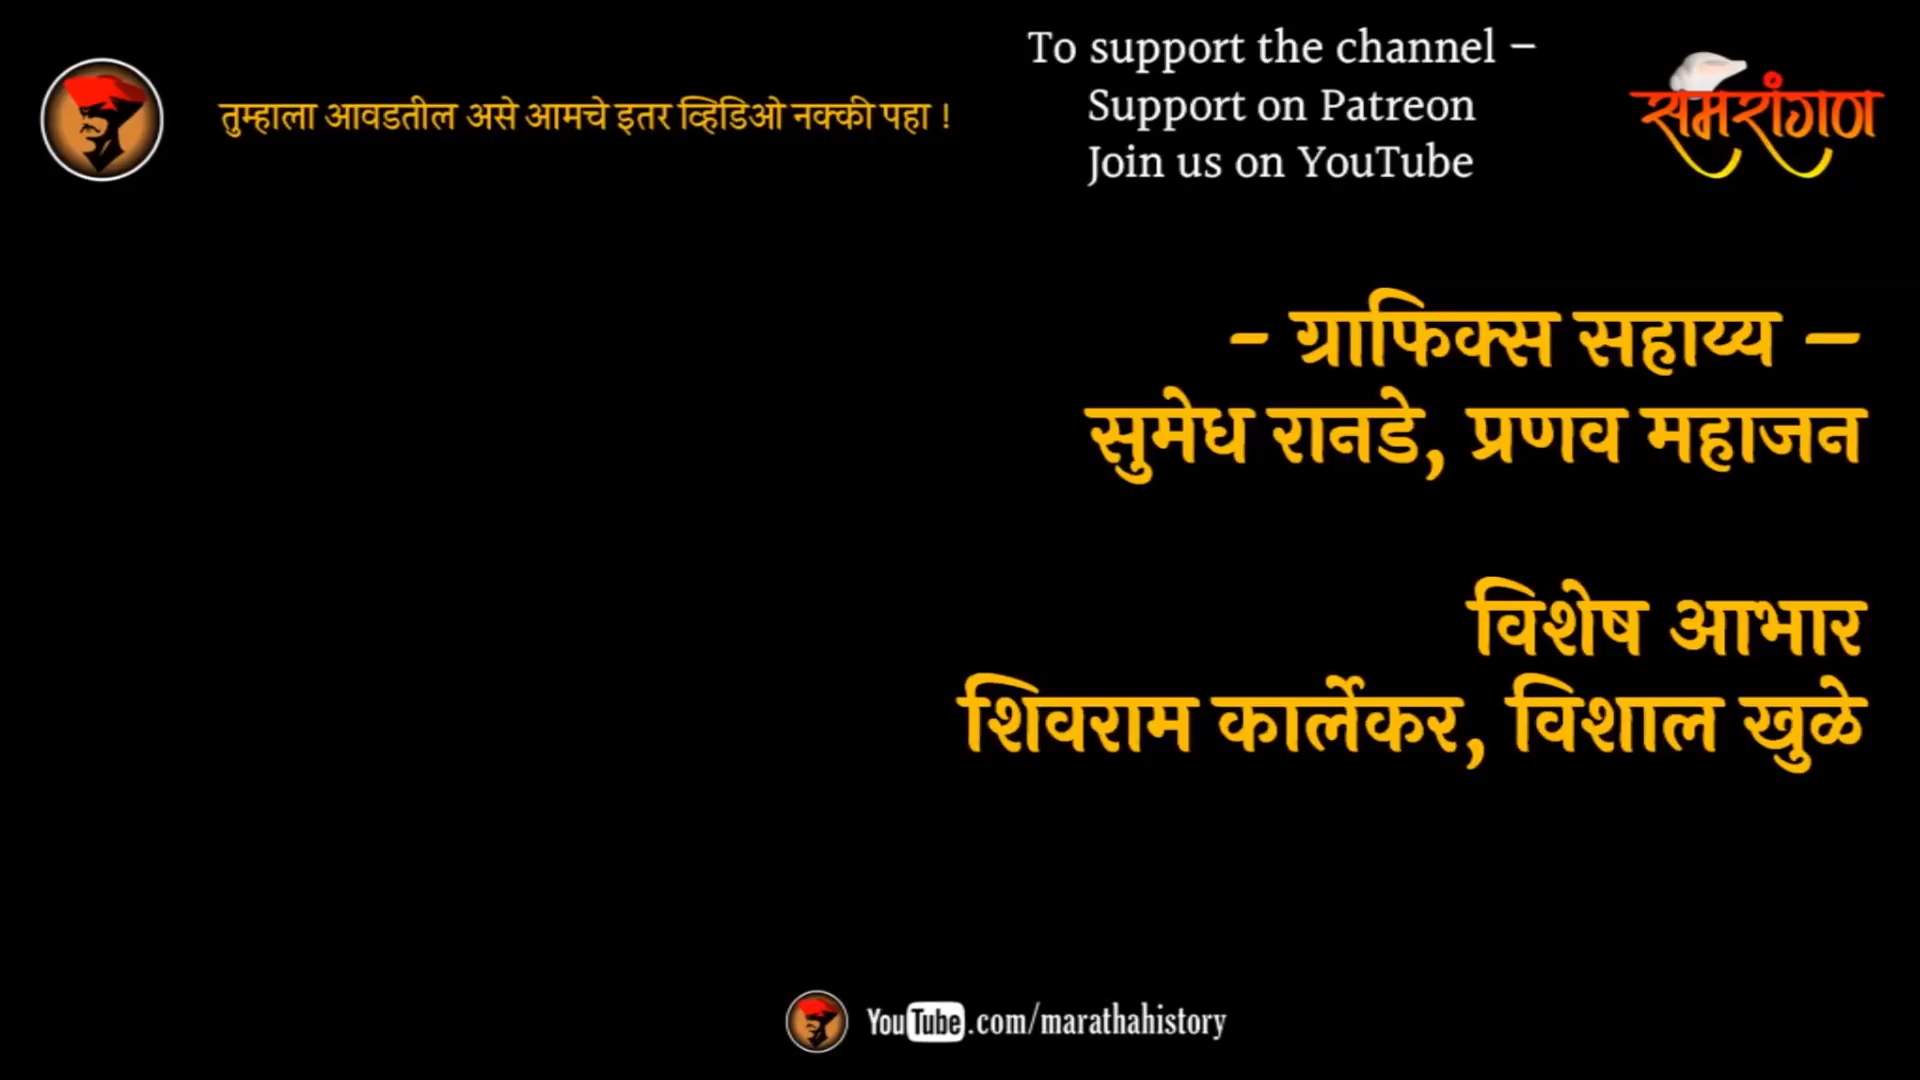 तुम्हाला आवडतील असे आमचे इतर व्हिडिओ नक्की पहा !
To support the channel –
Support on Patreon
Join us on YouTube
समरांगण
- ग्राफिक्स सहाय्य –
सुमेध रानडे, प्रणव महाजन
विशेष आभार
शिवराम कार्लेकर, विशाल खुळे
YouTube.com/marathahistory